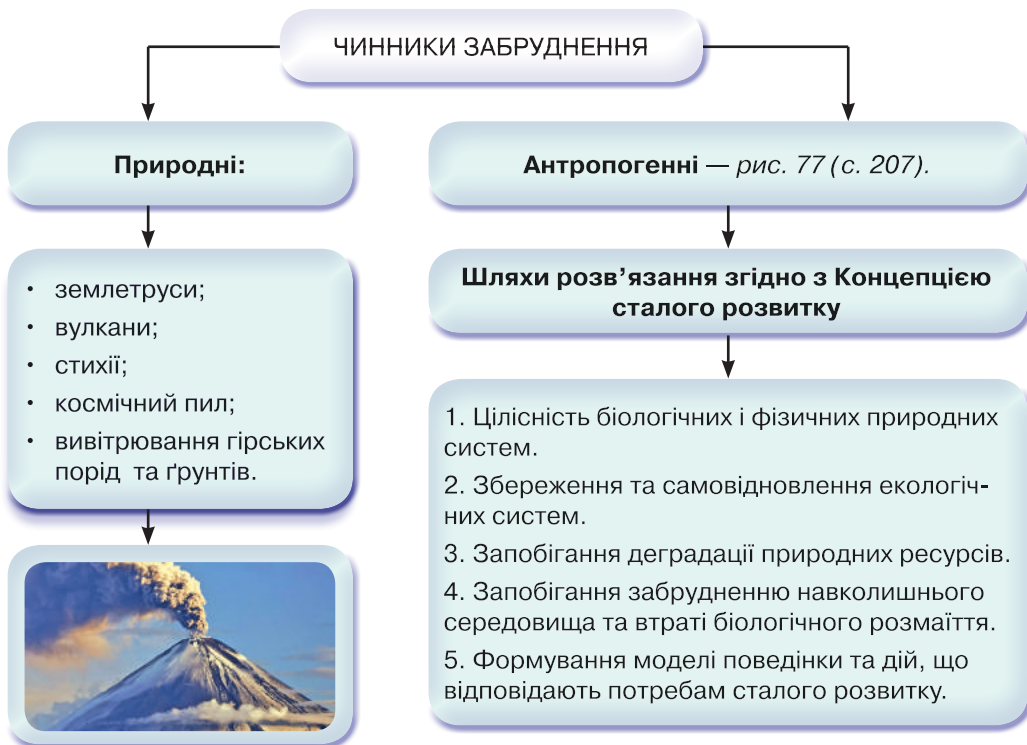 ЧИННИКИ ЗАБРУДНЕННЯ
Природні:
• землетруси;
• вулкани;
• стихії;
• космічний пил;
• вивітрювання гірських
порід та ґрунтів.
Антропогенні — рис. 77 (с. 207).
Шляхи розв’язання згідно з Концепцією
сталого розвитку
1. Цілісність біологічних і фізичних природних
систем.
2. Збереження та самовідновлення екологіч-
них систем.
3. Запобігання деградації природних ресурсів.
4. Запобігання забрудненню навколишнього
середовища та втраті біологічного розмаїття.
5. Формування моделі поведінки та дій, що
відповідають потребам сталого розвитку.